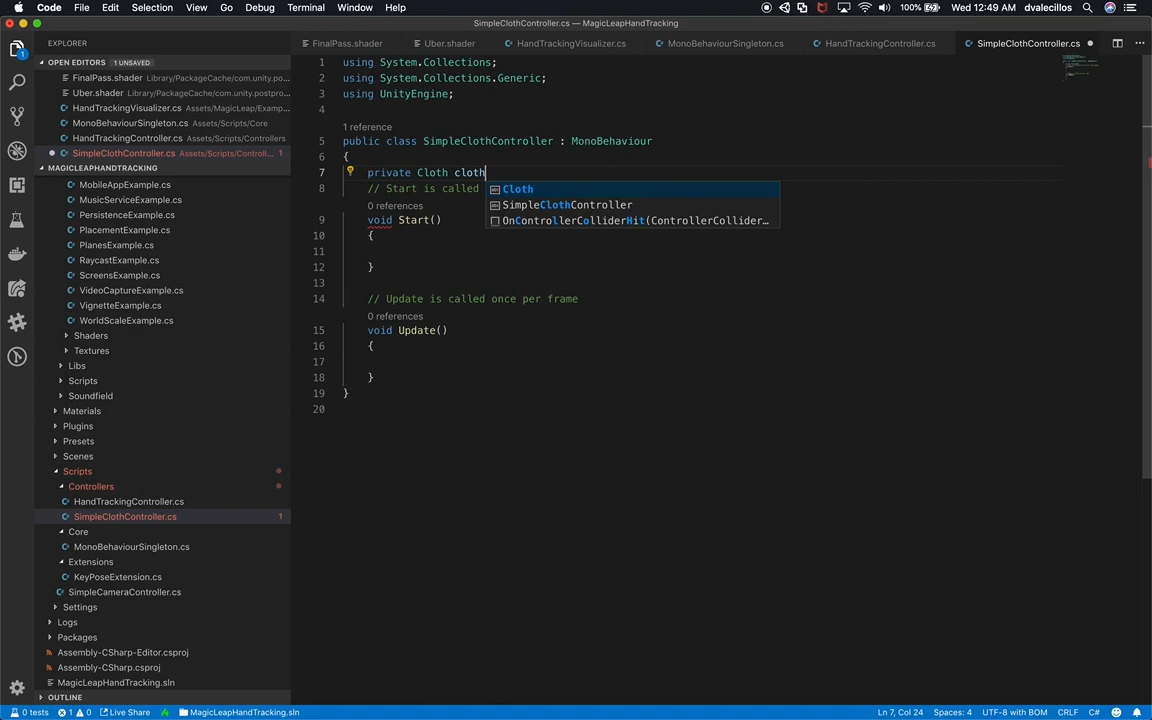 Code File Edit Selection View Go Debug Terminal Window Help 100% Wed 12:49 AM dvalecillos
SimpleClothController.cs — MagicLeapHandTracking
EXPLORER
FinalPass.shader Uber.shader HandTrackingVisualizer.cs MonoBehaviourSingleton.cs HandTrackingController.cs SimpleClothController.cs
1
OPEN EDITORS 1 UNSAVED
FinalPass.shader Library/PackageCache/com.unity.po...
Uber.shader Library/PackageCache/com.unity.postpro...
HandTrackingVisualizer.cs Assets/MagicLeap/Examp...
MonoBehaviourSingleton.cs Assets/Scripts/Core
HandTrackingController.cs Assets/Scripts/Controllers
SimpleClothController.cs Assets/Scripts/Controll... 1
MAGICLEAPHANDTRACKING
MobileAppExample.cs
MusicServiceExample.cs
PersistenceExample.cs
PlacementExample.cs
PlanesExample.cs
RaycastExample.cs
ScreensExample.cs
VideoCaptureExample.cs
VignetteExample.cs
WorldScaleExample.cs
Shaders
Textures
Libs
Scripts
Soundfield
Materials
Plugins
Presets
Scenes
Scripts
Controllers
HandTrackingController.cs
SimpleClothController.cs 1
Core
MonoBehaviourSingleton.cs
Extensions
KeyPoseExtension.cs
SimpleCameraController.cs
Settings
Logs
Packages
Assembly-CSharp-Editor.csproj
Assembly-CSharp.csproj
MagicLeapHandTracking.sln
OUTLINE
1 using System.Collections;
2 using System.Collections.Generic;
3 using UnityEngine;
4
1 reference
5 public class SimpleClothController : MonoBehaviour
6 {
7 private Cloth cloth
8 // Start is called
Cloth
SimpleClothController
OnControllerColliderHit(ControllerCollider...
0 references
9 void Start()
10 {
11
12 }
13
14 // Update is called once per frame
0 references
15 void Update()
16 {
17
18 }
19 }
20
0 tests 1 0 Live Share MagicLeapHandTracking.sln Ln 7, Col 24 Spaces: 4 UTF-8 with BOM CRLF C#